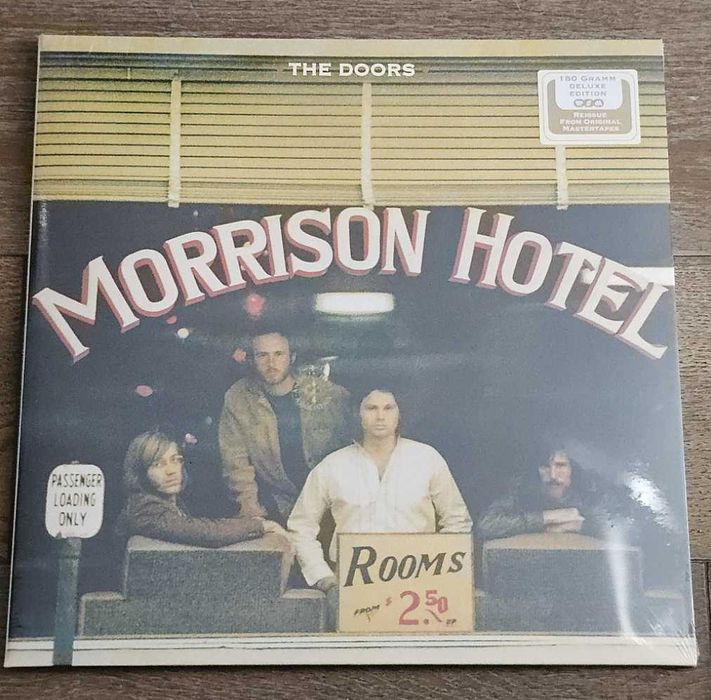 THE DOORS
180 GRAMM
DELUXE
EDITION
REISSUE
FROM ORIGINAL
MASTERTAPES
MORRISON HOTEL
PASSENGER
LOADING
ONLY
ROOMS
FROM $2.50 UP